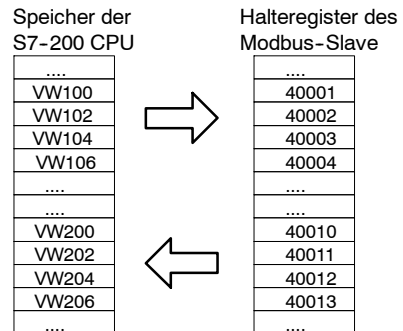 Speicher der
S7-200 CPU
....
VW100
VW102
VW104
VW106
....
....
VW200
VW202
VW204
VW206
....
Halteregister des
Modbus-Slave
....
40001
40002
40003
40004
....
....
40010
40011
40012
40013
....